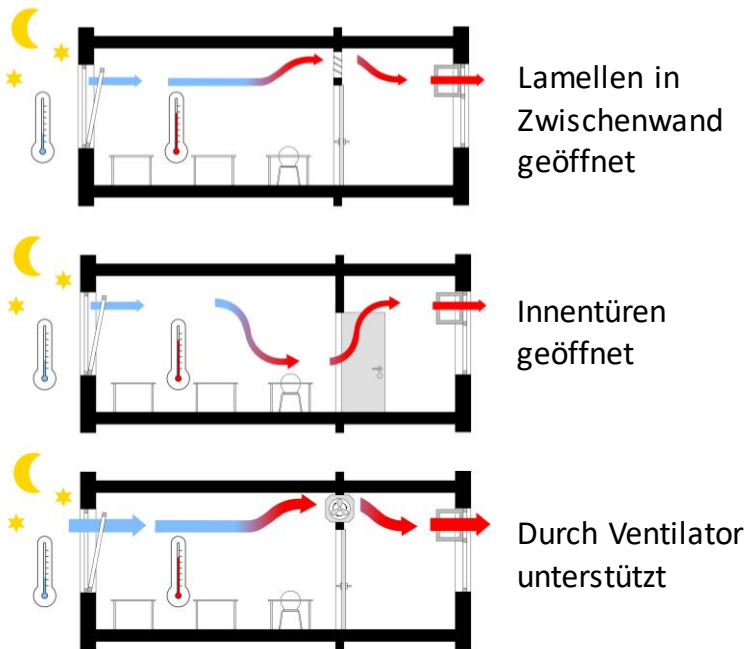 Lamellen in
Zwischenwand
geöffnet
Innentüren
geöffnet
Durch Ventilator
unterstützt